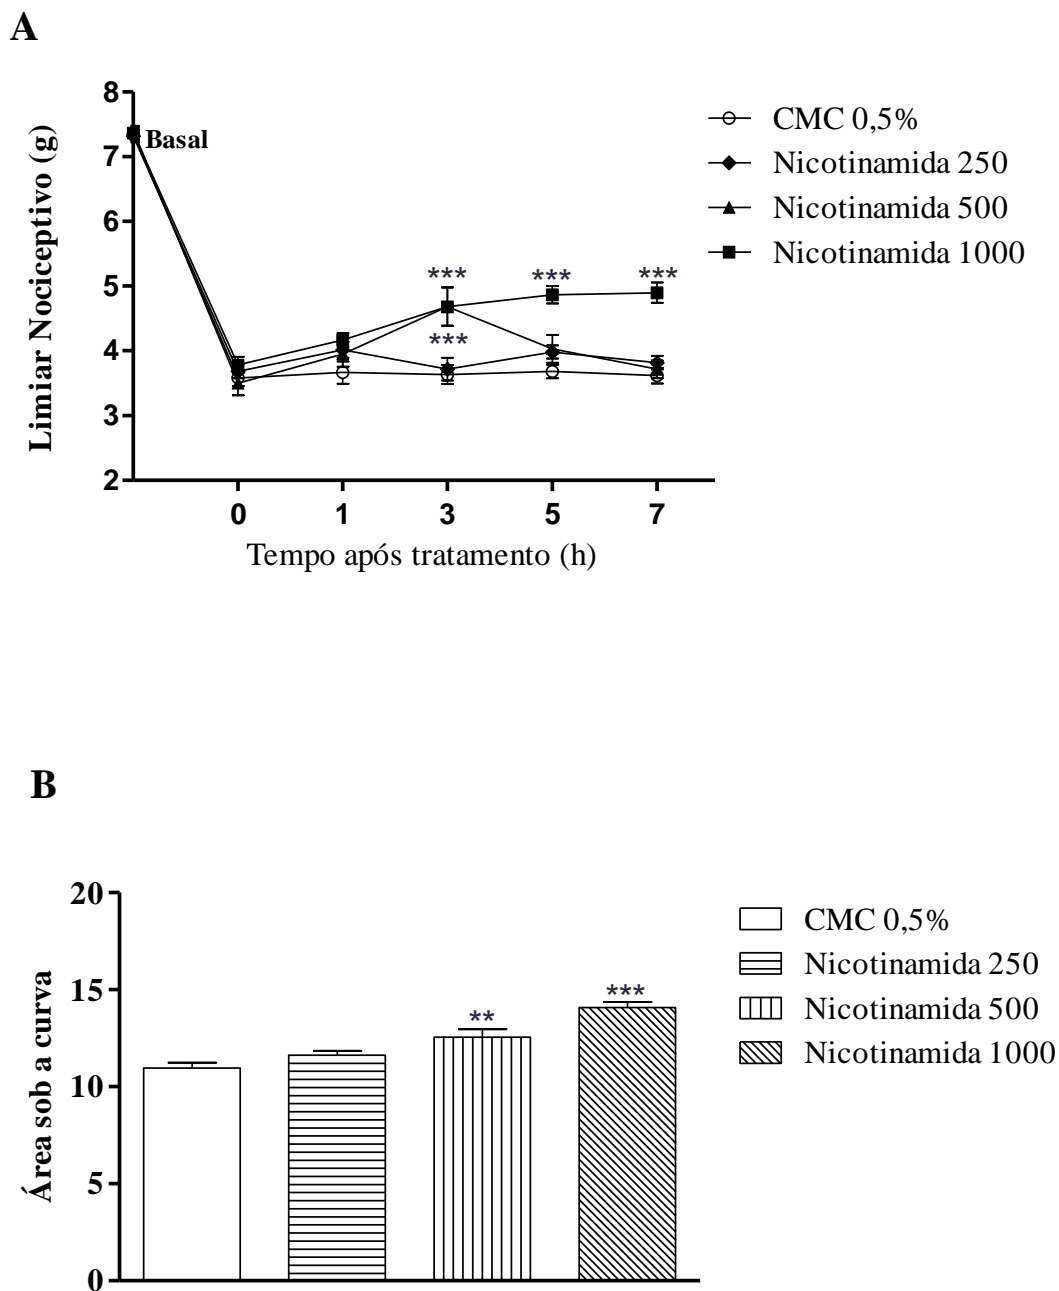 A
8
7
6
5
4
3
2
Limiar Nociceptivo (g)
Basal
***
***
***
***
0 1 3 5 7
Tempo após tratamento (h)
CMC 0,5%
Nicotinamida 250
Nicotinamida 500
Nicotinamida 1000
B
20
15
10
5
0
Área sob a curva
**
***
CMC 0,5%
Nicotinamida 250
Nicotinamida 500
Nicotinamida 1000